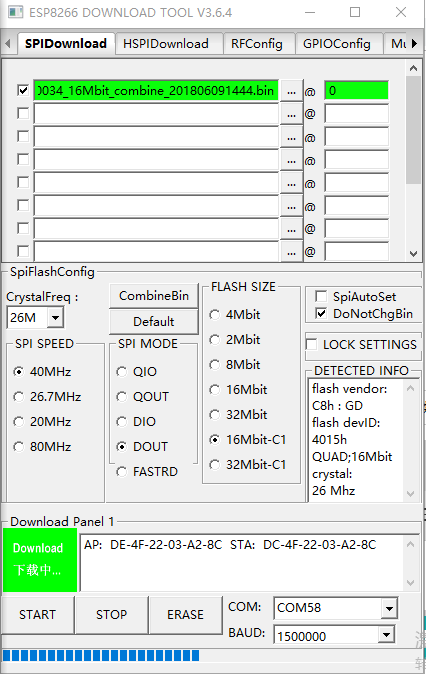 ESP8266 DOWNLOAD TOOL V3.6.4
SPIDownload HSPIDownload RFConfig GPIOConfig Mu
0034_16Mbit_combine_201806091444.bin ... @ 0
... @
... @
... @
... @
... @
... @
... @
SpiFlashConfig
CrystalFreq :
26M
CombineBin
Default
SPI SPEED
40MHz
26.7MHz
20MHz
80MHz
SPI MODE
QIO
QOUT
DIO
DOUT
FASTRD
FLASH SIZE
4Mbit
2Mbit
8Mbit
16Mbit
32Mbit
16Mbit-C1
32Mbit-C1
SpiAutoSet
DoNotChgBin
LOCK SETTINGS
DETECTED INFO
flash vendor:
C8h : GD
flash devID:
4015h
QUAD;16Mbit
crystal:
26 Mhz
Download Panel 1
Download
下载中...
AP: DE-4F-22-03-A2-8C STA: DC-4F-22-03-A2-8C
START STOP ERASE
COM: COM58
BAUD: 1500000